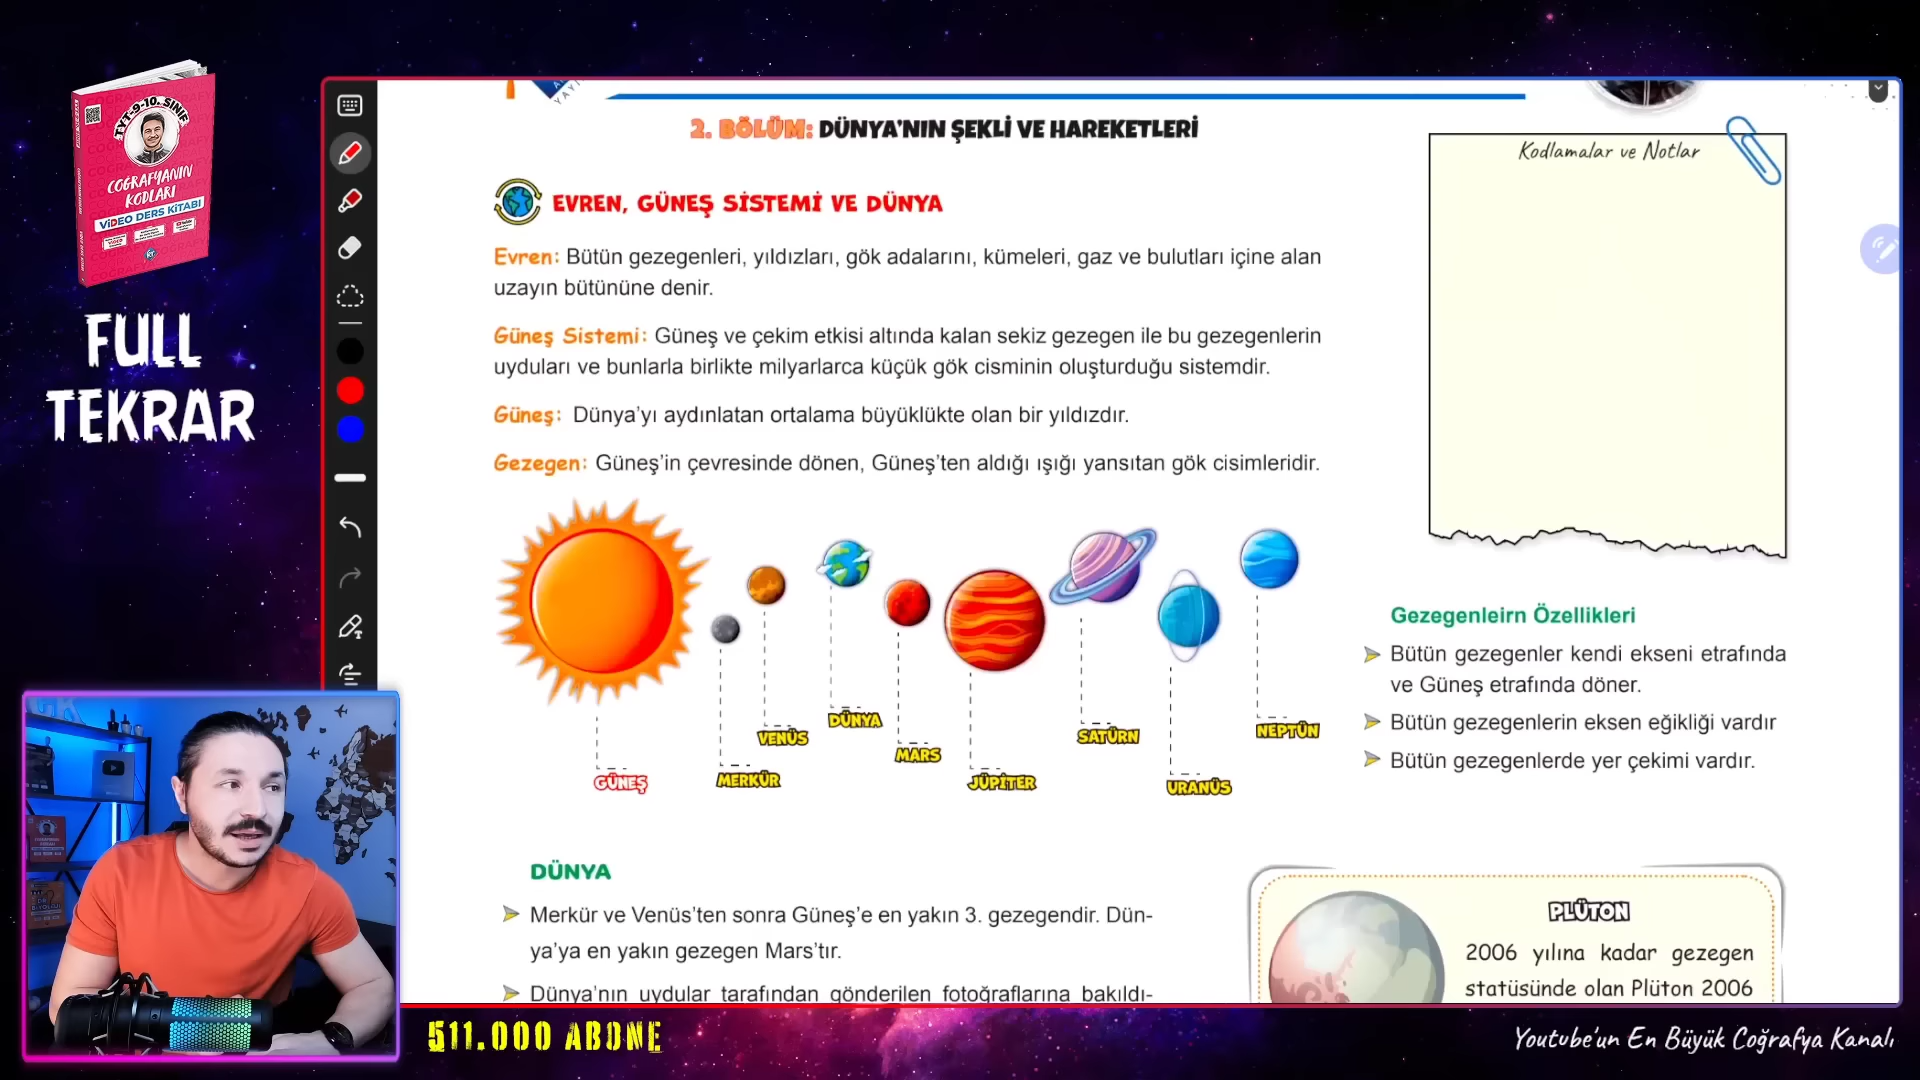 TYT-9-10. SINIF
COĞRAFYANIN
KODLARI
VİDEO DERS KİTABI
FULL
TEKRAR
2. BÖLÜM: DÜNYA'NIN ŞEKLİ VE HAREKETLERİ
EVREN, GÜNEŞ SİSTEMİ VE DÜNYA
Evren: Bütün gezegenleri, yıldızları, gök adalarını, kümeleri, gaz ve bulutları içine alan
uzayın bütününe denir.
Güneş Sistemi: Güneş ve çekim etkisi altında kalan sekiz gezegen ile bu gezegenlerin
uyduları ve bunlarla birlikte milyarlarca küçük gök cisminin oluşturduğu sistemdir.
Güneş: Dünya'yı aydınlatan ortalama büyüklükte olan bir yıldızdır.
Gezegen: Güneş'in çevresinde dönen, Güneş'ten aldığı ışığı yansıtan gök cisimleridir.
GÜNEŞ
MERKÜR
VENÜS
DÜNYA
MARS
JÜPİTER
SATÜRN
URANÜS
NEPTÜN
Kodlamalar ve Notlar
Gezegenleirn Özellikleri
Bütün gezegenler kendi ekseni etrafında
ve Güneş etrafında döner.
Bütün gezegenlerin eksen eğikliği vardır
Bütün gezegenlerde yer çekimi vardır.
DÜNYA
Merkür ve Venüs'ten sonra Güneş'e en yakın 3. gezegendir. Dün-
ya'ya en yakın gezegen Mars'tır.
Dünya'nın uydular tarafından gönderilen fotoğraflarına bakıldı-
PLÜTON
2006 yılına kadar gezegen
statüsünde olan Plüton 2006
511.000 ABONE
Youtube'un En Büyük Coğrafya Kanalı